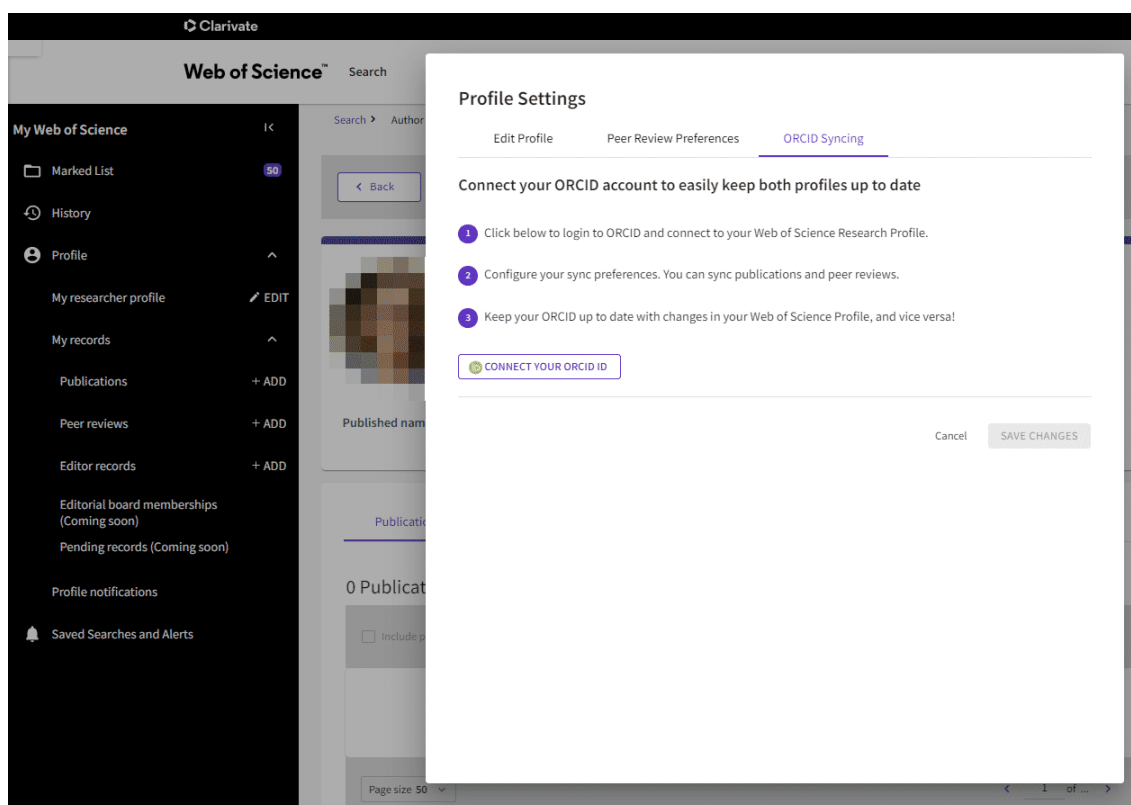 Clarivate
Web of Science™
Search
My Web of Science
Marked List 50
History
Profile
My researcher profile EDIT
My records
Publications + ADD
Peer reviews + ADD
Editor records + ADD
Editorial board memberships
(Coming soon)
Pending records (Coming soon)
Profile notifications
Saved Searches and Alerts
Search > Author
< Back
Published nam
Publicatio
0 Publicat
Include p
Page size 50
< 1 of ... >
Profile Settings
Edit Profile Peer Review Preferences ORCID Syncing
Connect your ORCID account to easily keep both profiles up to date
1 Click below to login to ORCID and connect to your Web of Science Research Profile.
2 Configure your sync preferences. You can sync publications and peer reviews.
3 Keep your ORCID up to date with changes in your Web of Science Profile, and vice versa!
iD CONNECT YOUR ORCID ID
Cancel SAVE CHANGES